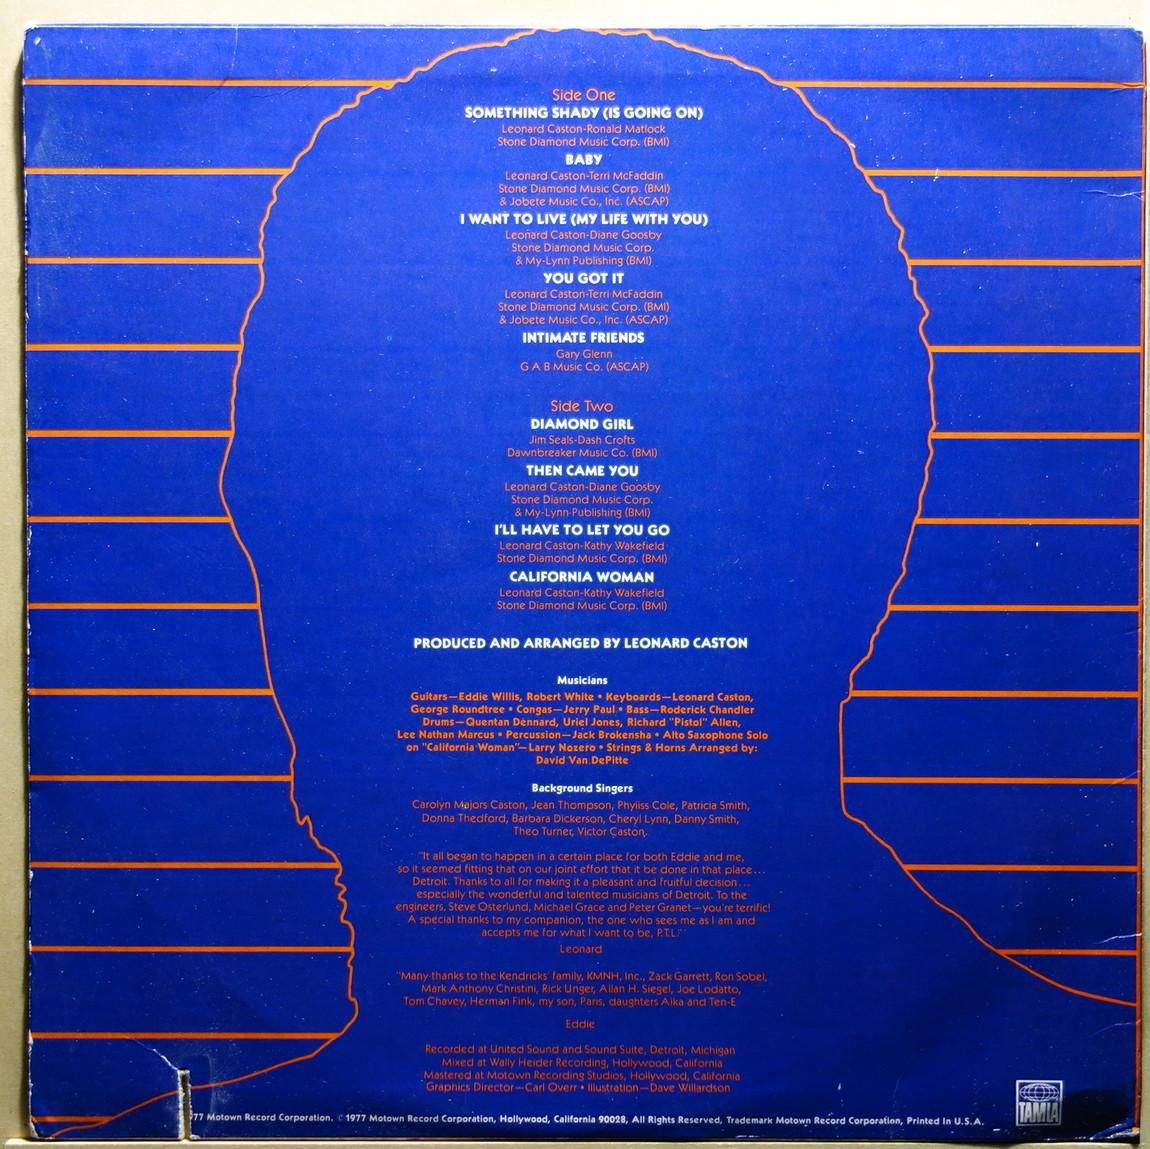 Side One
SOMETHING SHADY (IS GOING ON)
Leonard Caston-Ronald Matlock
Stone Diamond Music Corp. (BMI)
BABY
Leonard Caston-Terri McFaddin
Stone Diamond Music Corp. (BMI)
& Jobete Music Co., Inc. (ASCAP)
I WANT TO LIVE (MY LIFE WITH YOU)
Leonard Caston-Diane Goosby
Stone Diamond Music Corp.
& My-Lynn Publishing (BMI)
YOU GOT IT
Leonard Caston-Terri McFaddin
Stone Diamond Music Corp. (BMI)
& Jobete Music Co., Inc. (ASCAP)
INTIMATE FRIENDS
Gary Glenn
G A B Music Co. (ASCAP)
Side Two
DIAMOND GIRL
Jim Seals-Dash Crofts
Dawnbreaker Music Co. (BMI)
THEN CAME YOU
Leonard Caston-Diane Goosby
Stone Diamond Music Corp.
& My-Lynn Publishing (BMI)
I'LL HAVE TO LET YOU GO
Leonard Caston-Kathy Wakefield
Stone Diamond Music Corp. (BMI)
CALIFORNIA WOMAN
Leonard Caston-Kathy Wakefield
Stone Diamond Music Corp. (BMI)
PRODUCED AND ARRANGED BY LEONARD CASTON
Musicians
Guitars—Eddie Willis, Robert White • Keyboards—Leonard Caston,
George Roundtree • Congas—Jerry Paul • Bass—Roderick Chandler
Drums—Quentan Dennard, Uriel Jones, Richard "Pistol" Allen,
Lee Nathan Marcus • Percussion—Jack Brokensha • Alto Saxophone Solo
on "California Woman"—Larry Nozero • Strings & Horns Arranged by:
David Van DePitte
Background Singers
Carolyn Majors Caston, Jean Thompson, Phyliss Cole, Patricia Smith,
Donna Thedford, Barbara Dickerson, Cheryl Lynn, Danny Smith,
Theo Turner, Victor Caston.
"It all began to happen in a certain place for both Eddie and me,
so it seemed fitting that on our joint effort that it be done in that place...
Detroit. Thanks to all for making it a pleasant and fruitful decision...
especially the wonderful and talented musicians of Detroit. To the
engineers, Steve Osterlund, Michael Grace and Peter Granet—you're terrific!
A special thanks to my companion, the one who sees me as I am and
accepts me for what I want to be, P.T.L."
Leonard
"Many thanks to the Kendricks' family, KMNH, Inc., Zack Garrett, Ron Sobel,
Mark Anthony Christini, Rick Unger, Allan H. Siegel, Joe Lodatto,
Tom Chavey, Herman Fink, my son, Paris, daughters Aika and Ten-E
Eddie
Recorded at United Sound and Sound Suite, Detroit, Michigan
Mixed at Wally Heider Recording, Hollywood, California
Mastered at Motown Recording Studios, Hollywood, California
Graphics Director—Carl Overr • Illustration—Dave Willardson
77 Motown Record Corporation. ©1977 Motown Record Corporation, Hollywood, California 90028, All Rights Reserved, Trademark Motown Record Corporation, Printed In U.S.A.
TAMLA